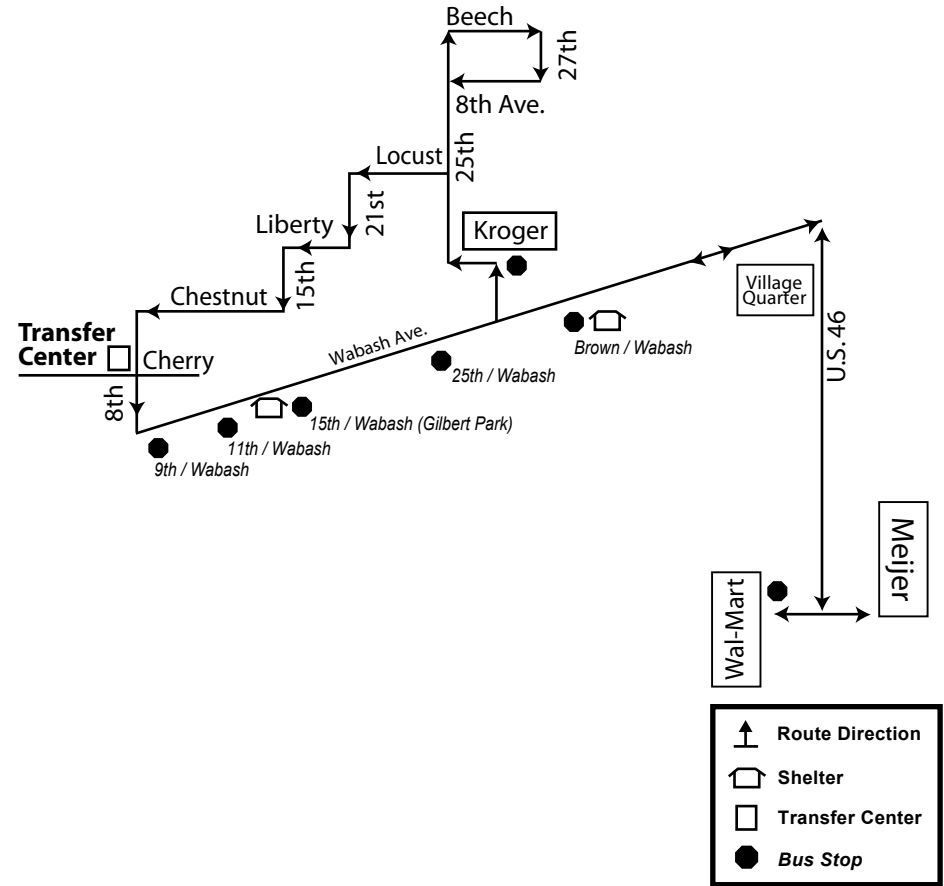 Beech
27th
8th Ave.
25th
Locust
21st
Liberty
Kroger
15th
Chestnut
Village
Quarter
Transfer
Center
Cherry
Wabash Ave.
Brown / Wabash
U.S. 46
25th / Wabash
8th
15th / Wabash (Gilbert Park)
11th / Wabash
9th / Wabash
Meijer
Wal-Mart
Route Direction
Shelter
Transfer Center
Bus Stop